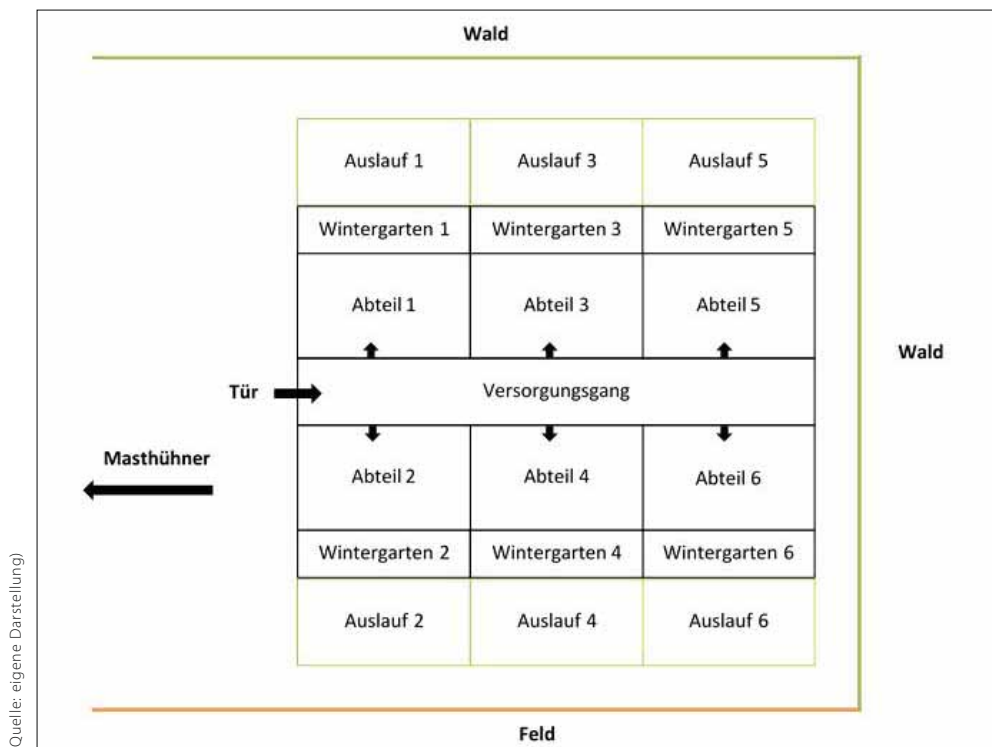 Wald
Auslauf 1 Auslauf 3 Auslauf 5
Wintergarten 1 Wintergarten 3 Wintergarten 5
Abteil 1 Abteil 3 Abteil 5
Wald
Tür Versorgungsgang
Masthühner
Abteil 2 Abteil 4 Abteil 6
Wintergarten 2 Wintergarten 4 Wintergarten 6
Auslauf 2 Auslauf 4 Auslauf 6
Feld
Quelle: eigene Darstellung)